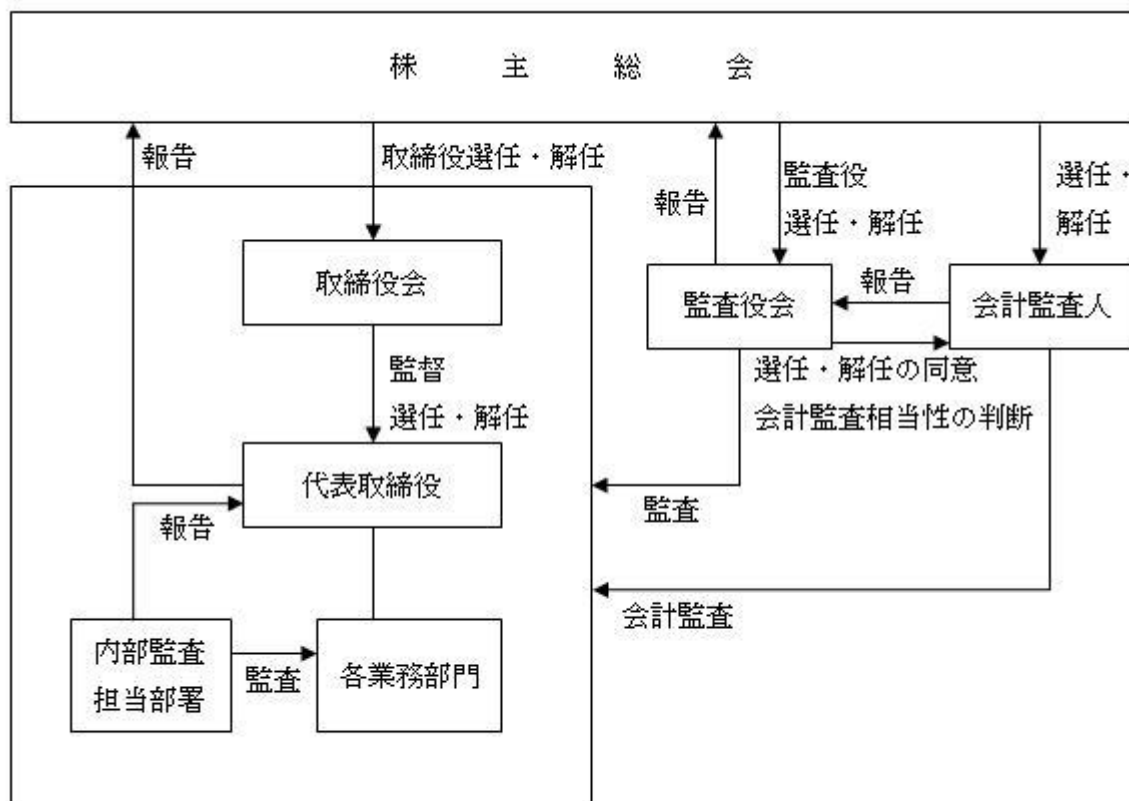 株主総会
報告
取締役選任・解任
報告
監査役
選任・解任
選任・
解任
取締役会
監査役会
報告
会計監査人
監督
選任・解任
選任・解任の同意
会計監査相当性の判断
代表取締役
報告
監査
会計監査
内部監査
担当部署
監査
各業務部門